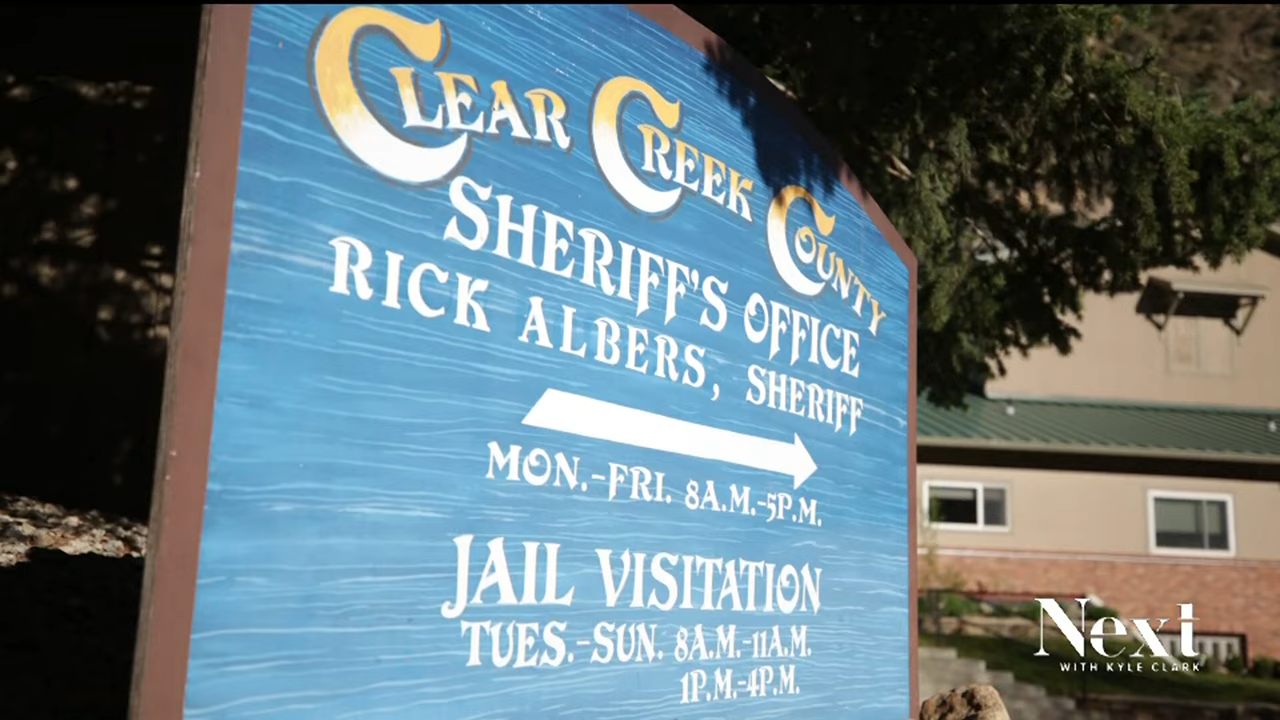 CLEAR CREEK COUNTY
SHERIFF'S OFFICE
RICK ALBERS, SHERIFF
MON.-FRI. 8A.M.-5P.M.
JAIL VISITATION
TUES.-SUN. 8A.M.-11A.M.
1P.M.-4P.M.
Next
WITH KYLE CLARK